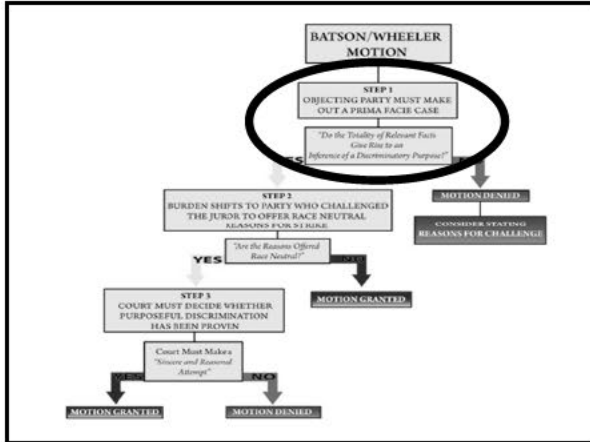 BATSON/WHEELER
MOTION
STEP 1
OBJECTING PARTY MUST MAKE
OUT A PRIMA FACIE CASE
"Do the Totality of Relevant Facts
Give Rise to an
Inference of a Discriminatory Purpose?"
YES
STEP 2
BURDEN SHIFTS TO PARTY WHO CHALLENGED
THE JUROR TO OFFER RACE NEUTRAL
REASONS FOR STRIKE
MOTION DENIED
CONSIDER STATING
REASONS FOR CHALLENGE
"Are the Reasons Offered
Race Neutral?"
YES
NO
MOTION GRANTED
STEP 3
COURT MUST DECIDE WHETHER
PURPOSEFUL DISCRIMINATION
HAS BEEN PROVEN
Court Must Make a
"Sincere and Reasoned
Attempt"
YES
NO
MOTION GRANTED
MOTION DENIED